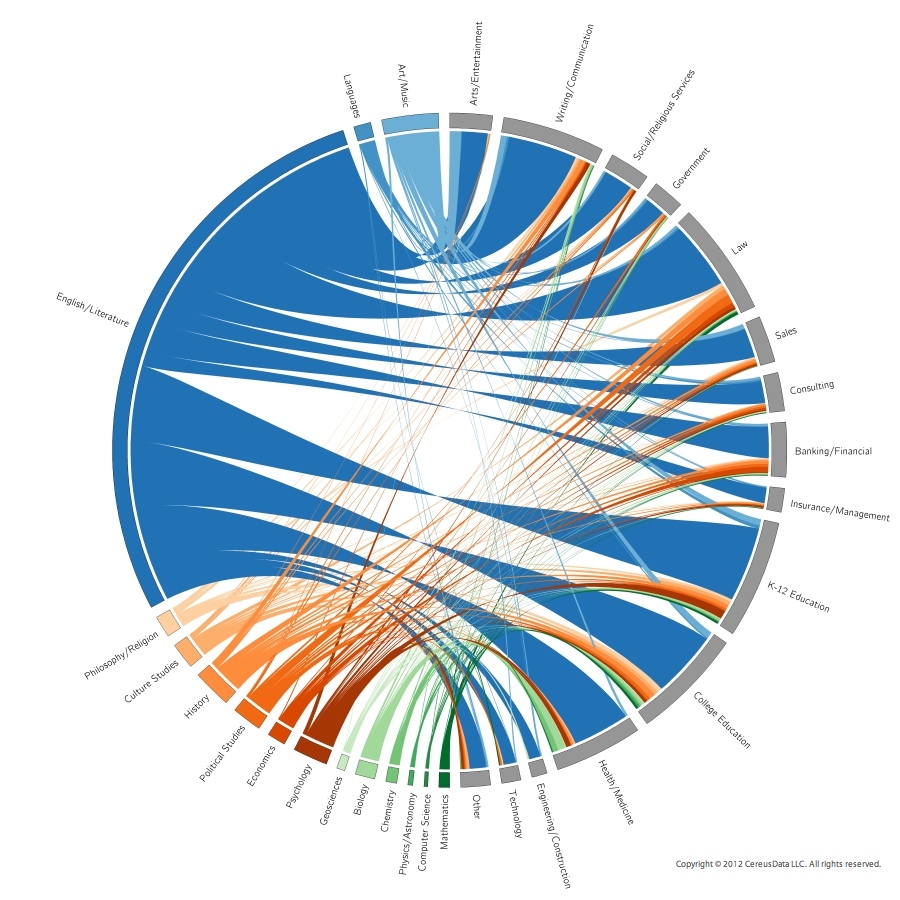 Languages
Art/Music
Arts/Entertainment
Writing/Communication
Social/Religious Services
Government
Law
Sales
Consulting
Banking/Financial
Insurance/Management
K-12 Education
College Education
Health/Medicine
Engineering/Construction
Technology
Other
Mathematics
Computer Science
Physics/Astronomy
Chemistry
Biology
Geosciences
Psychology
Economics
Political Studies
History
Culture Studies
Philosophy/Religion
English/Literature
Copyright © 2012 CereusData LLC. All rights reserved.